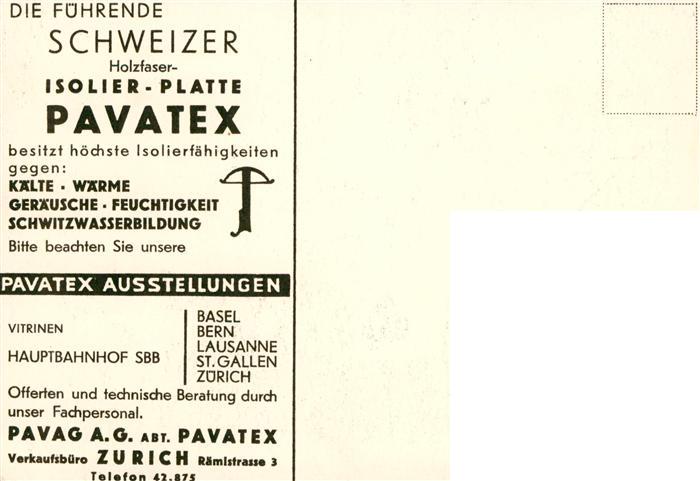 DIE FÜHRENDE
SCHWEIZER
Holzfaser-
ISOLIER - PLATTE
PAVATEX
besitzt höchste Isolierfähigkeiten
gegen:
KÄLTE · WÄRME
GERÄUSCHE · FEUCHTIGKEIT
SCHWITZWASSERBILDUNG
Bitte beachten Sie unsere
PAVATEX AUSSTELLUNGEN
VITRINEN
HAUPTBAHNHOF SBB
BASEL
BERN
LAUSANNE
ST. GALLEN
ZÜRICH
Offerten und technische Beratung durch
unser Fachpersonal.
PAVAG A.G. ABT. PAVATEX
Verkaufsbüro ZÜRICH Rämistrasse 3
Telefon 42.875